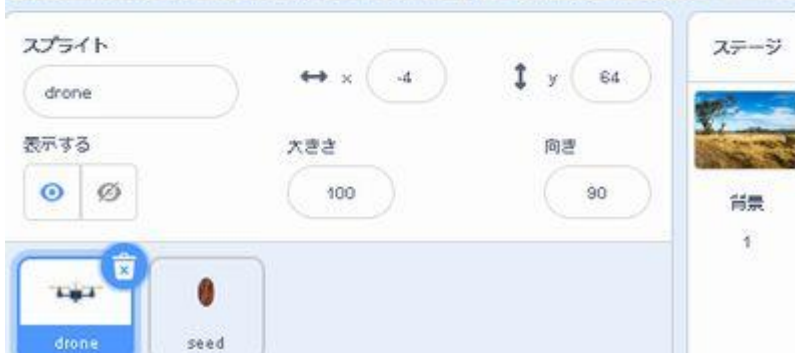 スプライト
drone
x -4
y 64
ステージ
表示する
大きさ
向き
100
90
背景
1
drone
seed